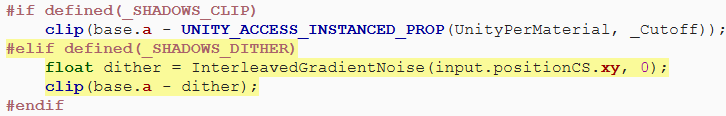 #if defined(_SHADOWS_CLIP)
    clip(base.a - UNITY_ACCESS_INSTANCED_PROP(UnityPerMaterial, _Cutoff));
#elif defined(_SHADOWS_DITHER)
    float dither = InterleavedGradientNoise(input.positionCS.xy, 0);
    clip(base.a - dither);
#endif